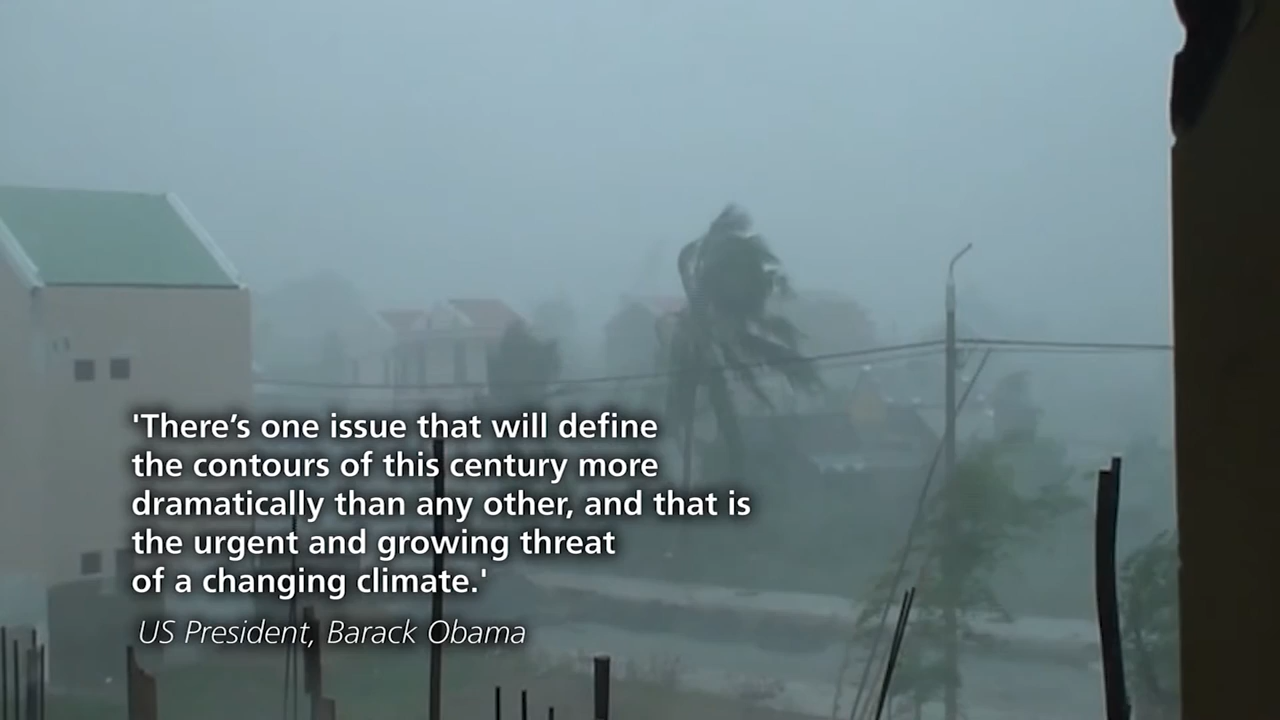 'There’s one issue that will define
the contours of this century more
dramatically than any other, and that is
the urgent and growing threat
of a changing climate.'
US President, Barack Obama